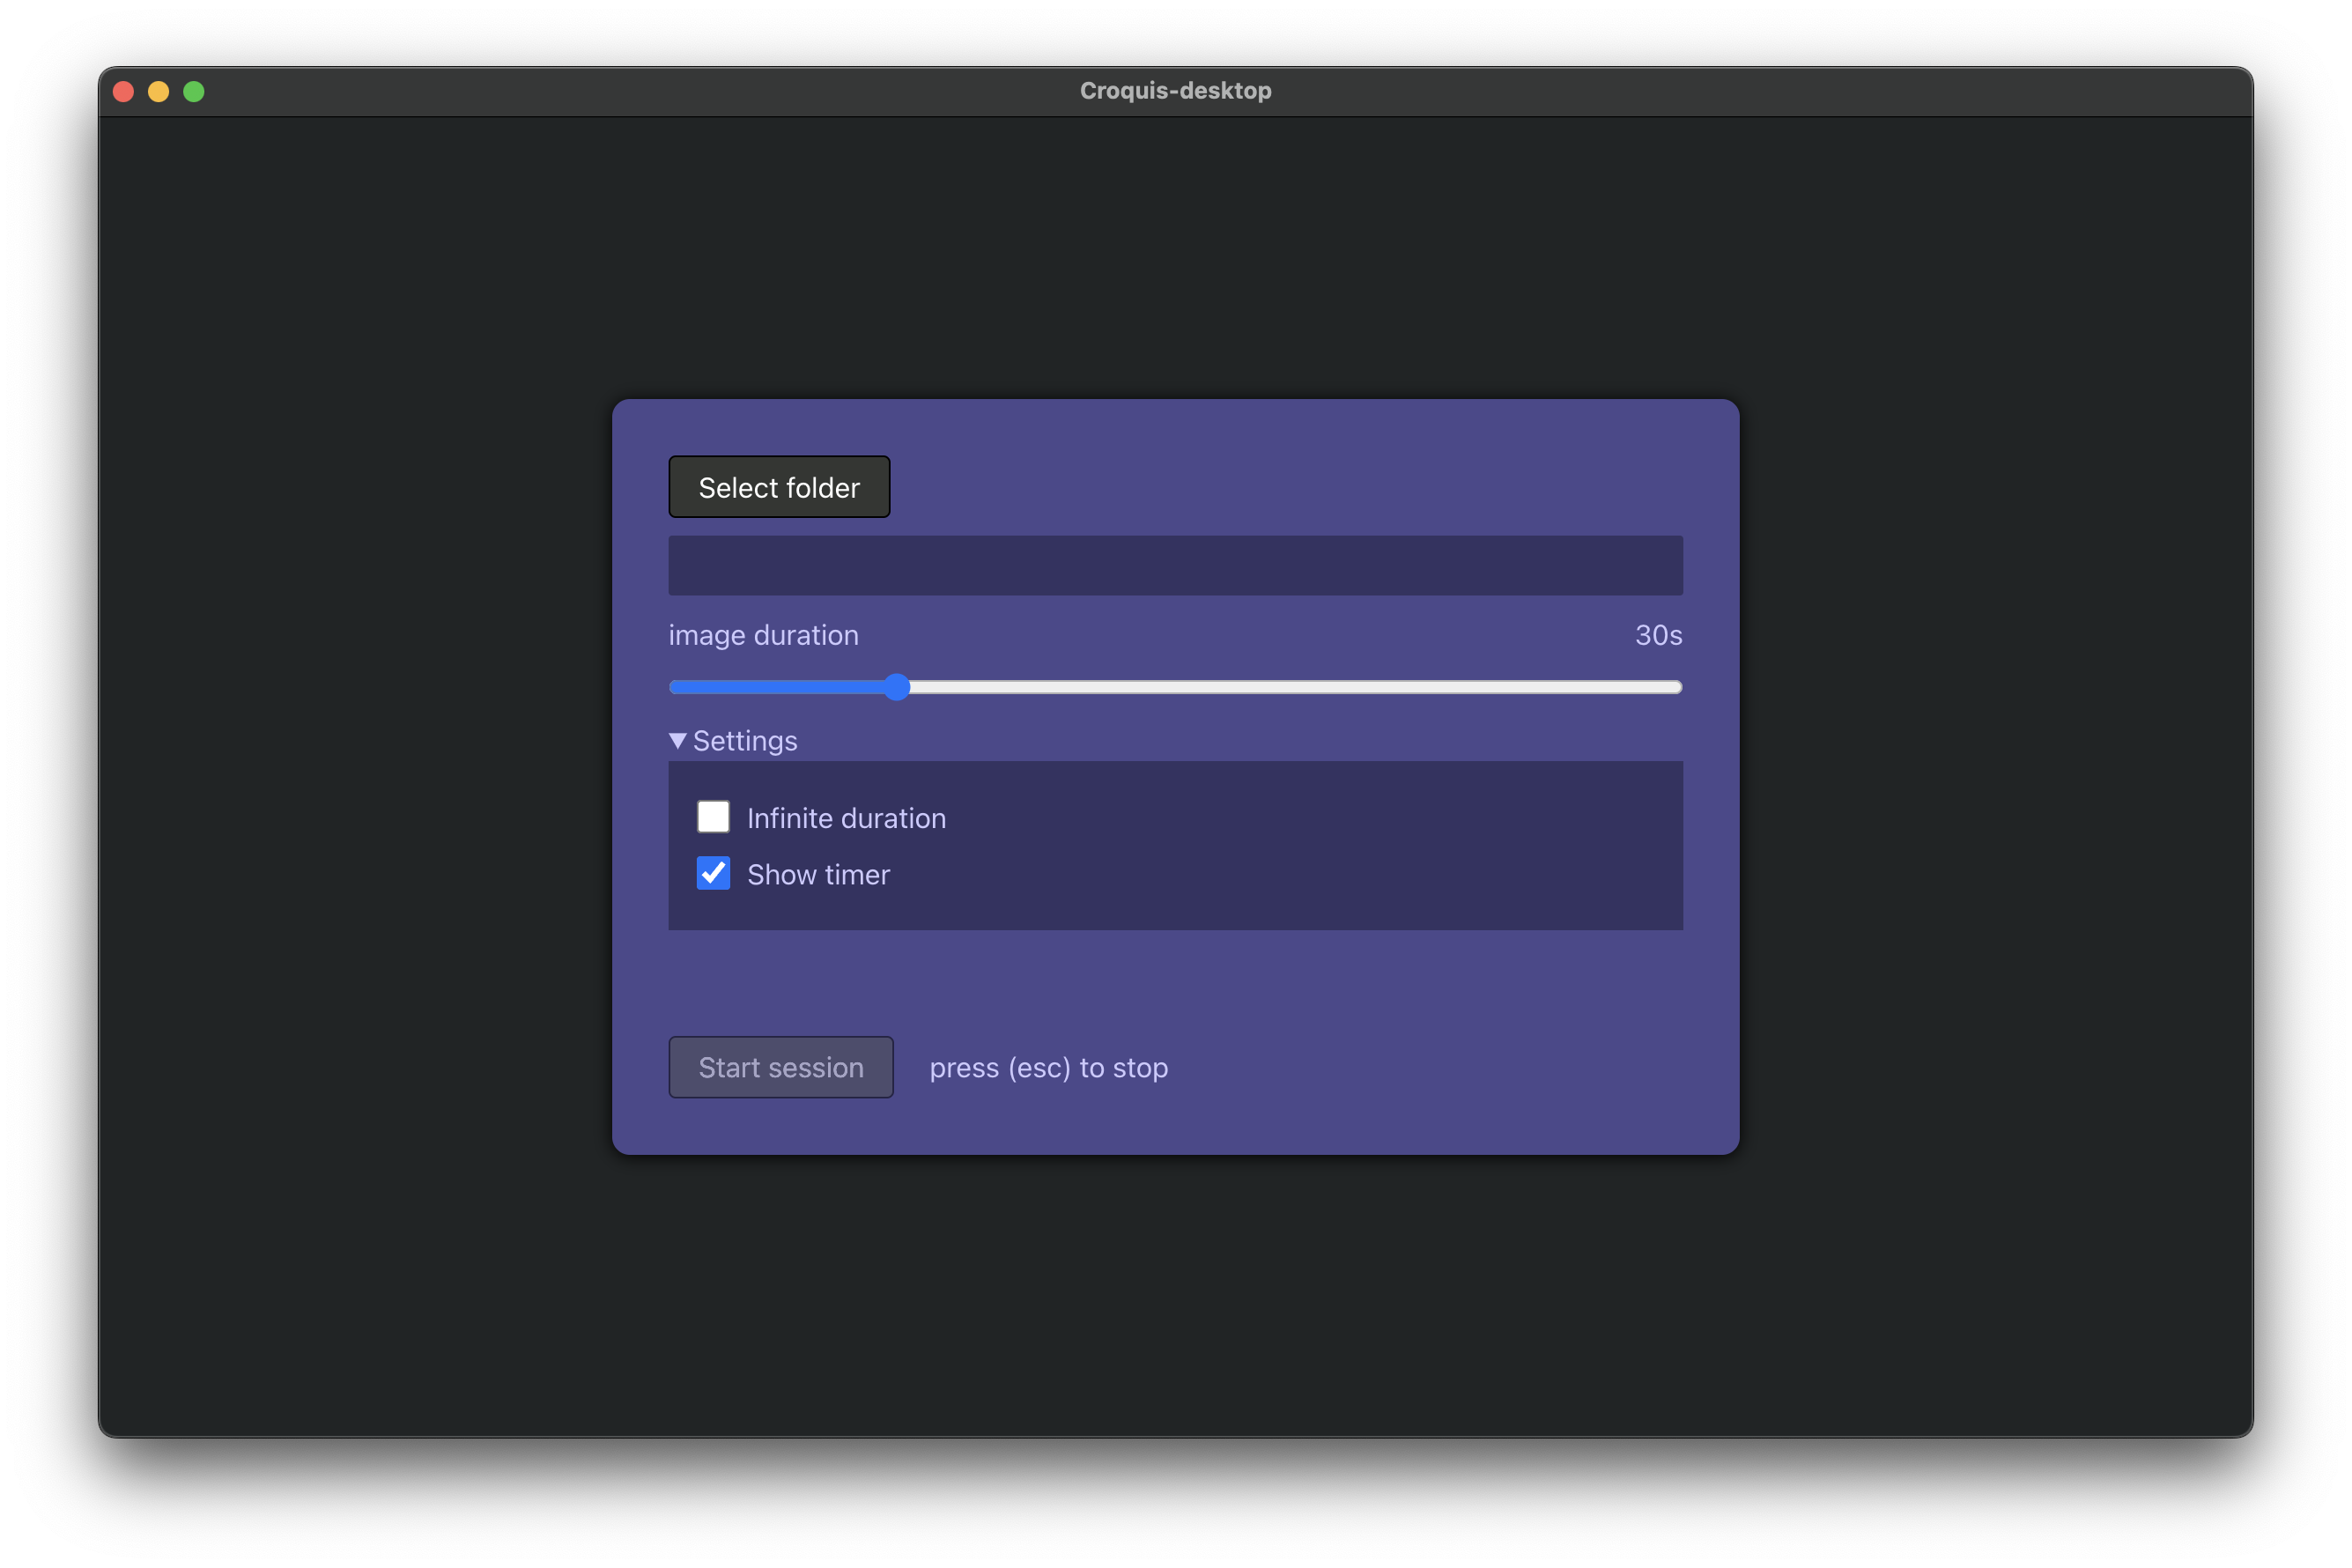 Croquis-desktop
Select folder
image duration 30s
Settings
Infinite duration
Show timer
Start session press (esc) to stop